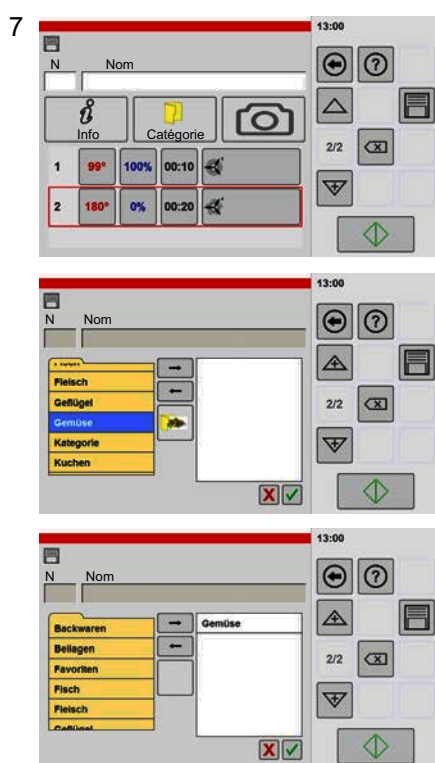 7
13:00
N Nom
Info Catégorie
2/2
1 99° 100% 00:10
2 180° 0% 00:20
13:00
N Nom
Fleisch
Geflügel
2/2
Gemüse
Kategorie
Kuchen
13:00
N Nom
Backwaren Gemüse
Beilagen
2/2
Favoriten
Fisch
Fleisch
Geflügel